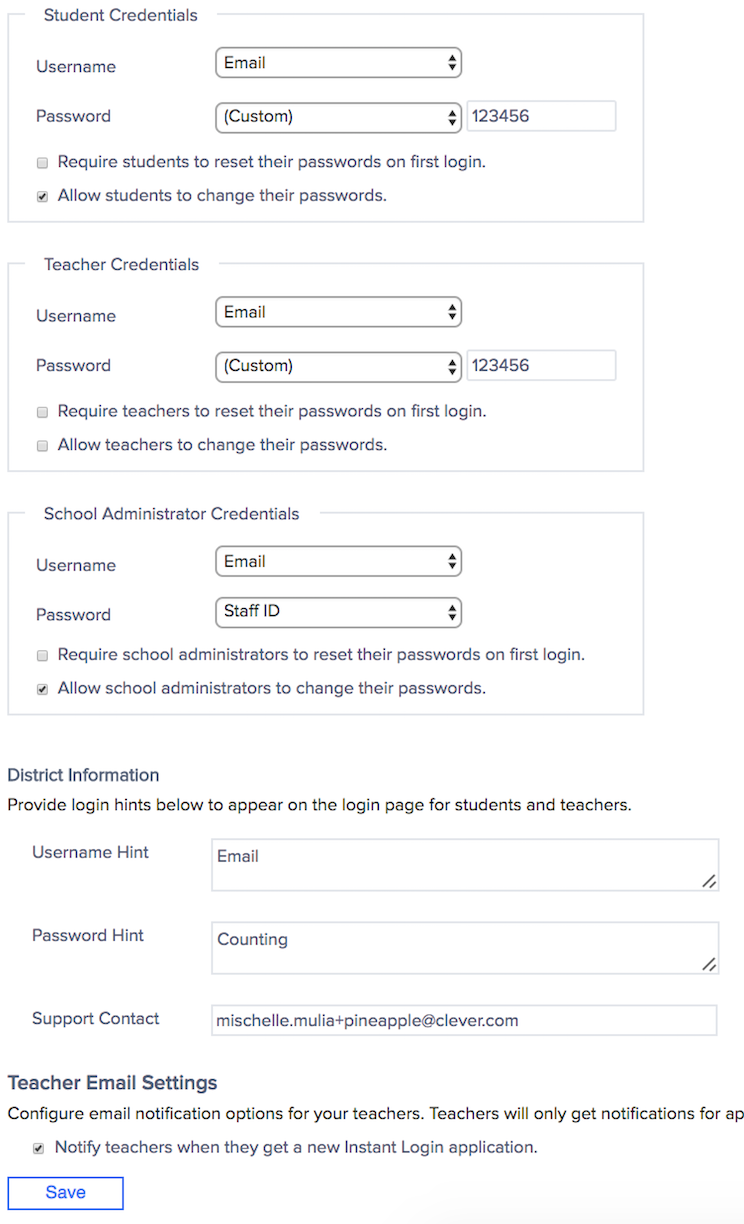 Student Credentials
Username
Email
Password
(Custom)
123456
Require students to reset their passwords on first login.
Allow students to change their passwords.
Teacher Credentials
Username
Email
Password
(Custom)
123456
Require teachers to reset their passwords on first login.
Allow teachers to change their passwords.
School Administrator Credentials
Username
Email
Password
Staff ID
Require school administrators to reset their passwords on first login.
Allow school administrators to change their passwords.
District Information
Provide login hints below to appear on the login page for students and teachers.
Username Hint
Email
Password Hint
Counting
Support Contact
mischelle.mulia+pineapple@clever.com
Teacher Email Settings
Configure email notification options for your teachers. Teachers will only get notifications for ap
Notify teachers when they get a new Instant Login application.
Save